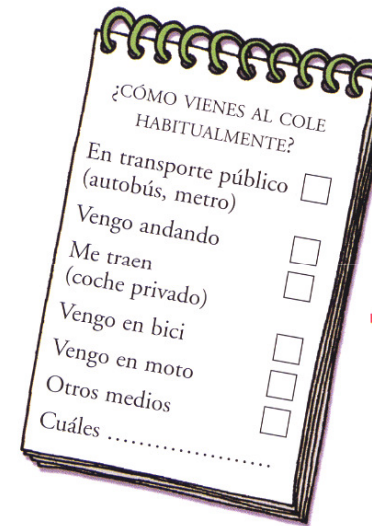 ¿CÓMO VIENES AL COLE
HABITUALMENTE?
En transporte público
(autobús, metro)
Vengo andando
Me traen
(coche privado)
Vengo en bici
Vengo en moto
Otros medios
Cuáles ......................